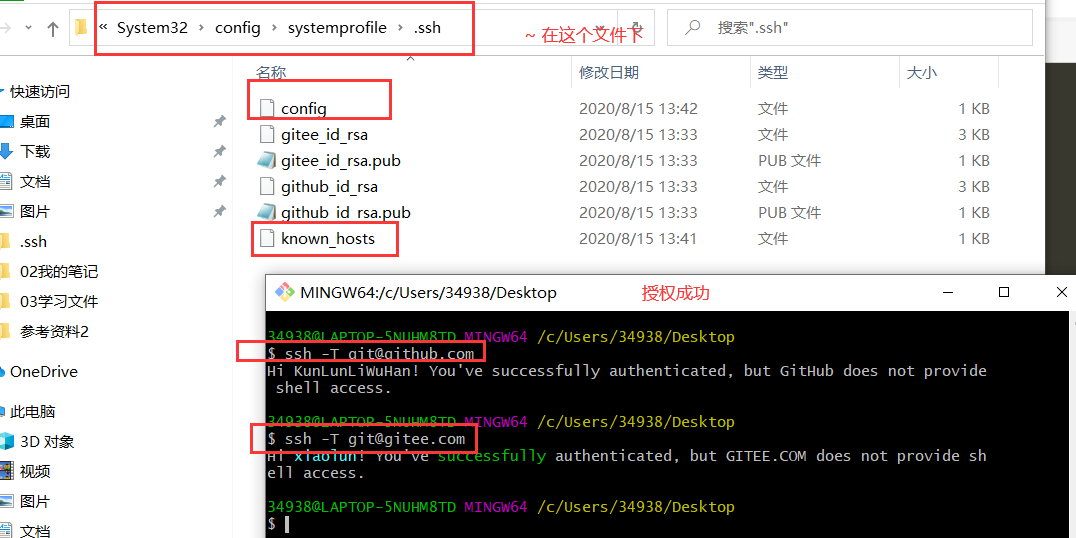 « System32 › config › systemprofile › .ssh
~ 在这个文件下
搜索".ssh"
名称 修改日期 类型 大小
快速访问
桌面
下载
文档
图片
.ssh
02我的笔记
03学习文件
参考资料2
OneDrive
此电脑
3D 对象
视频
图片
文档
config 2020/8/15 13:42 文件 1 KB
gitee_id_rsa 2020/8/15 13:33 文件 3 KB
gitee_id_rsa.pub 2020/8/15 13:33 PUB 文件 1 KB
github_id_rsa 2020/8/15 13:33 文件 3 KB
github_id_rsa.pub 2020/8/15 13:33 PUB 文件 1 KB
known_hosts 2020/8/15 13:41 文件 1 KB
MINGW64:/c/Users/34938/Desktop
授权成功
34938@LAPTOP-5NUHM8TD MINGW64 /c/Users/34938/Desktop
$ ssh -T git@github.com
Hi KunLunLiWuHan! You've successfully authenticated, but GitHub does not provide
shell access.
34938@LAPTOP-5NUHM8TD MINGW64 /c/Users/34938/Desktop
$ ssh -T git@gitee.com
Hi xiaolun! You've successfully authenticated, but GITEE.COM does not provide sh
ell access.
34938@LAPTOP-5NUHM8TD MINGW64 /c/Users/34938/Desktop
$